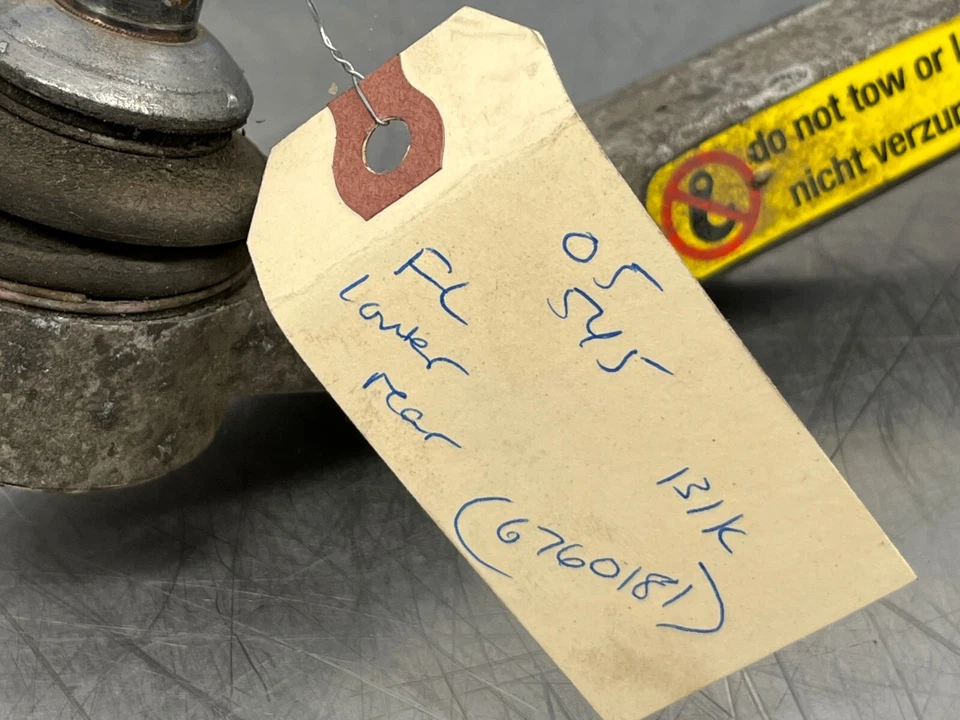 do not tow or l
nicht verzur
05
545
FL
lower
rear
131K
(6760181)